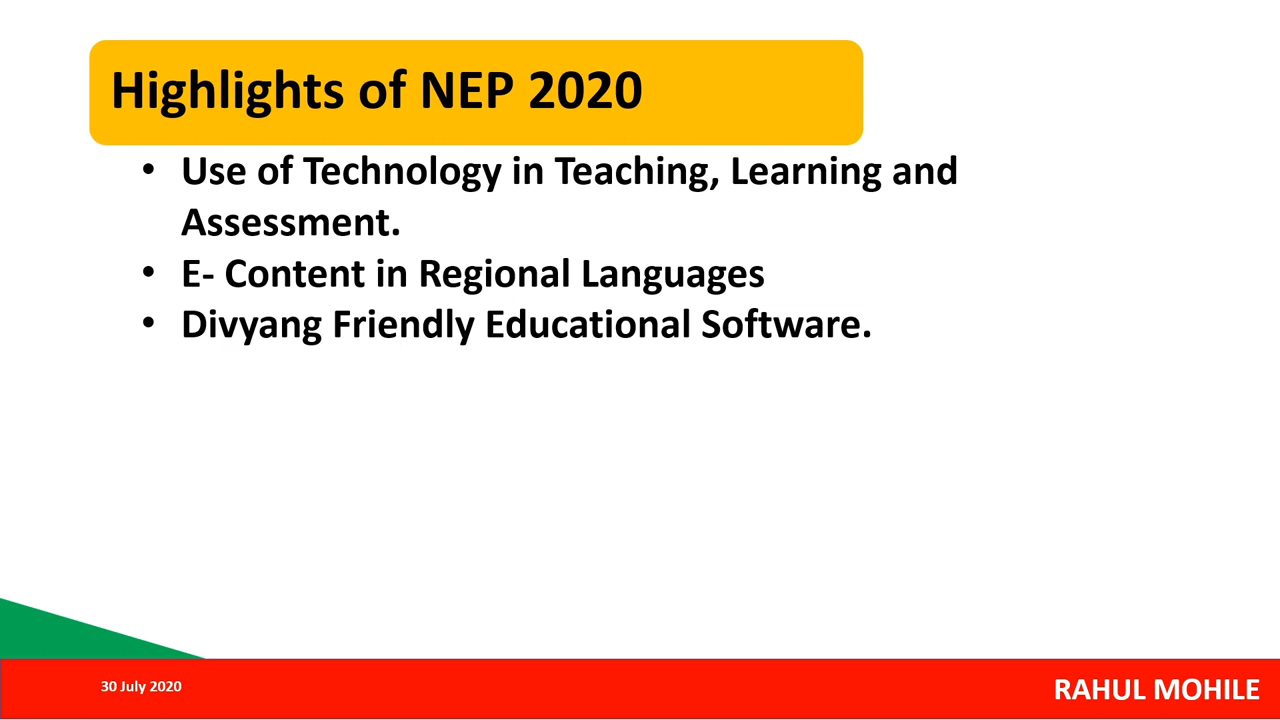 Highlights of NEP 2020
• Use of Technology in Teaching, Learning and
Assessment.
• E- Content in Regional Languages
• Divyang Friendly Educational Software.
30 July 2020
RAHUL MOHILE